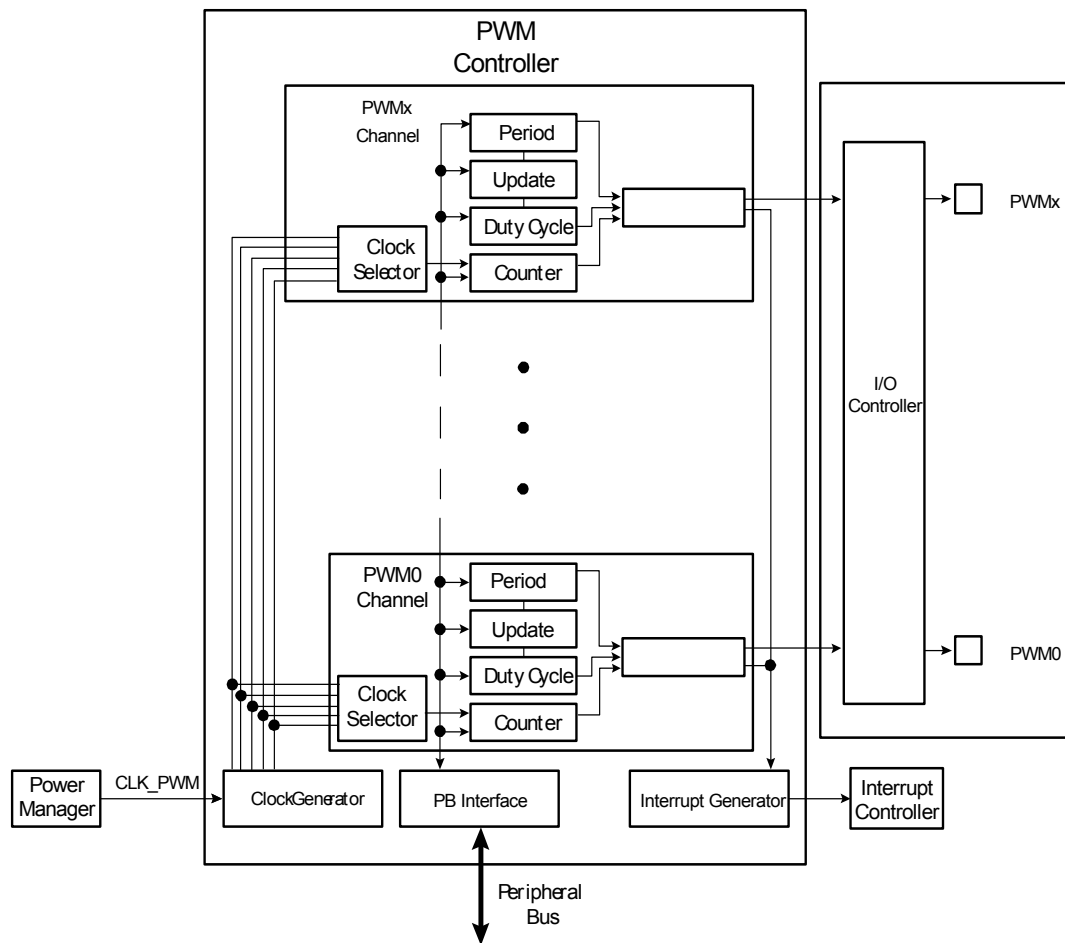 PWM
Controller
PWMx
Channel
Period
Update
Duty Cycle
Clock
Selector
Counter
PWMx
I/O
Controller
PWM0
Channel
Period
Update
Duty Cycle
Clock
Selector
Counter
PWM0
Power
Manager
CLK_PWM
ClockGenerator
PB Interface
Interrupt Generator
Interrupt
Controller
Peripheral
Bus